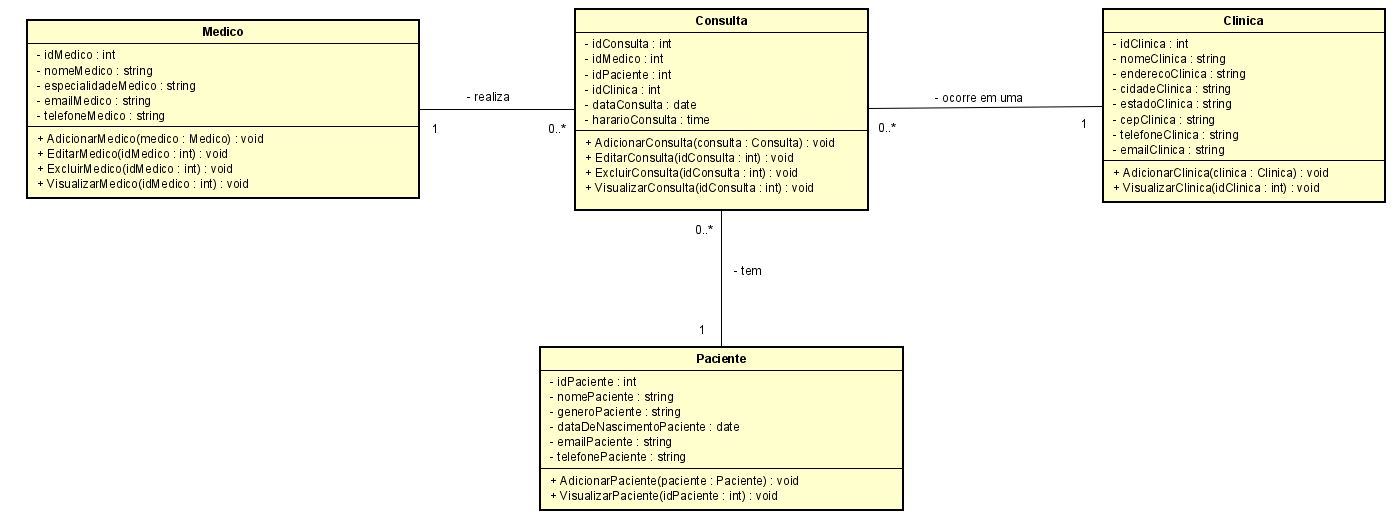 Medico
- idMedico : int
- nomeMedico : string
- especialidadeMedico : string
- emailMedico : string
- telefoneMedico : string
+ AdicionarMedico(medico : Medico) : void
+ EditarMedico(idMedico : int) : void
+ ExcluirMedico(idMedico : int) : void
+ VisualizarMedico(idMedico : int) : void
- realiza
1
0..*
Consulta
- idConsulta : int
- idMedico : int
- idPaciente : int
- idClinica : int
- dataConsulta : date
- hararioConsulta : time
+ AdicionarConsulta(consulta : Consulta) : void
+ EditarConsulta(idConsulta : int) : void
+ ExcluirConsulta(idConsulta : int) : void
+ VisualizarConsulta(idConsulta : int) : void
- ocorre em uma
0..*
1
Clinica
- idClinica : int
- nomeClinica : string
- enderecoClinica : string
- cidadeClinica : string
- estadoClinica : string
- cepClinica : string
- telefoneClinica : string
- emailClinica : string
+ AdicionarClinica(clinica : Clinica) : void
+ VisualizarClinica(idClinica : int) : void
0..*
- tem
1
Paciente
- idPaciente : int
- nomePaciente : string
- generoPaciente : string
- dataDeNascimentoPaciente : date
- emailPaciente : string
- telefonePaciente : string
+ AdicionarPaciente(paciente : Paciente) : void
+ VisualizarPaciente(idPaciente : int) : void